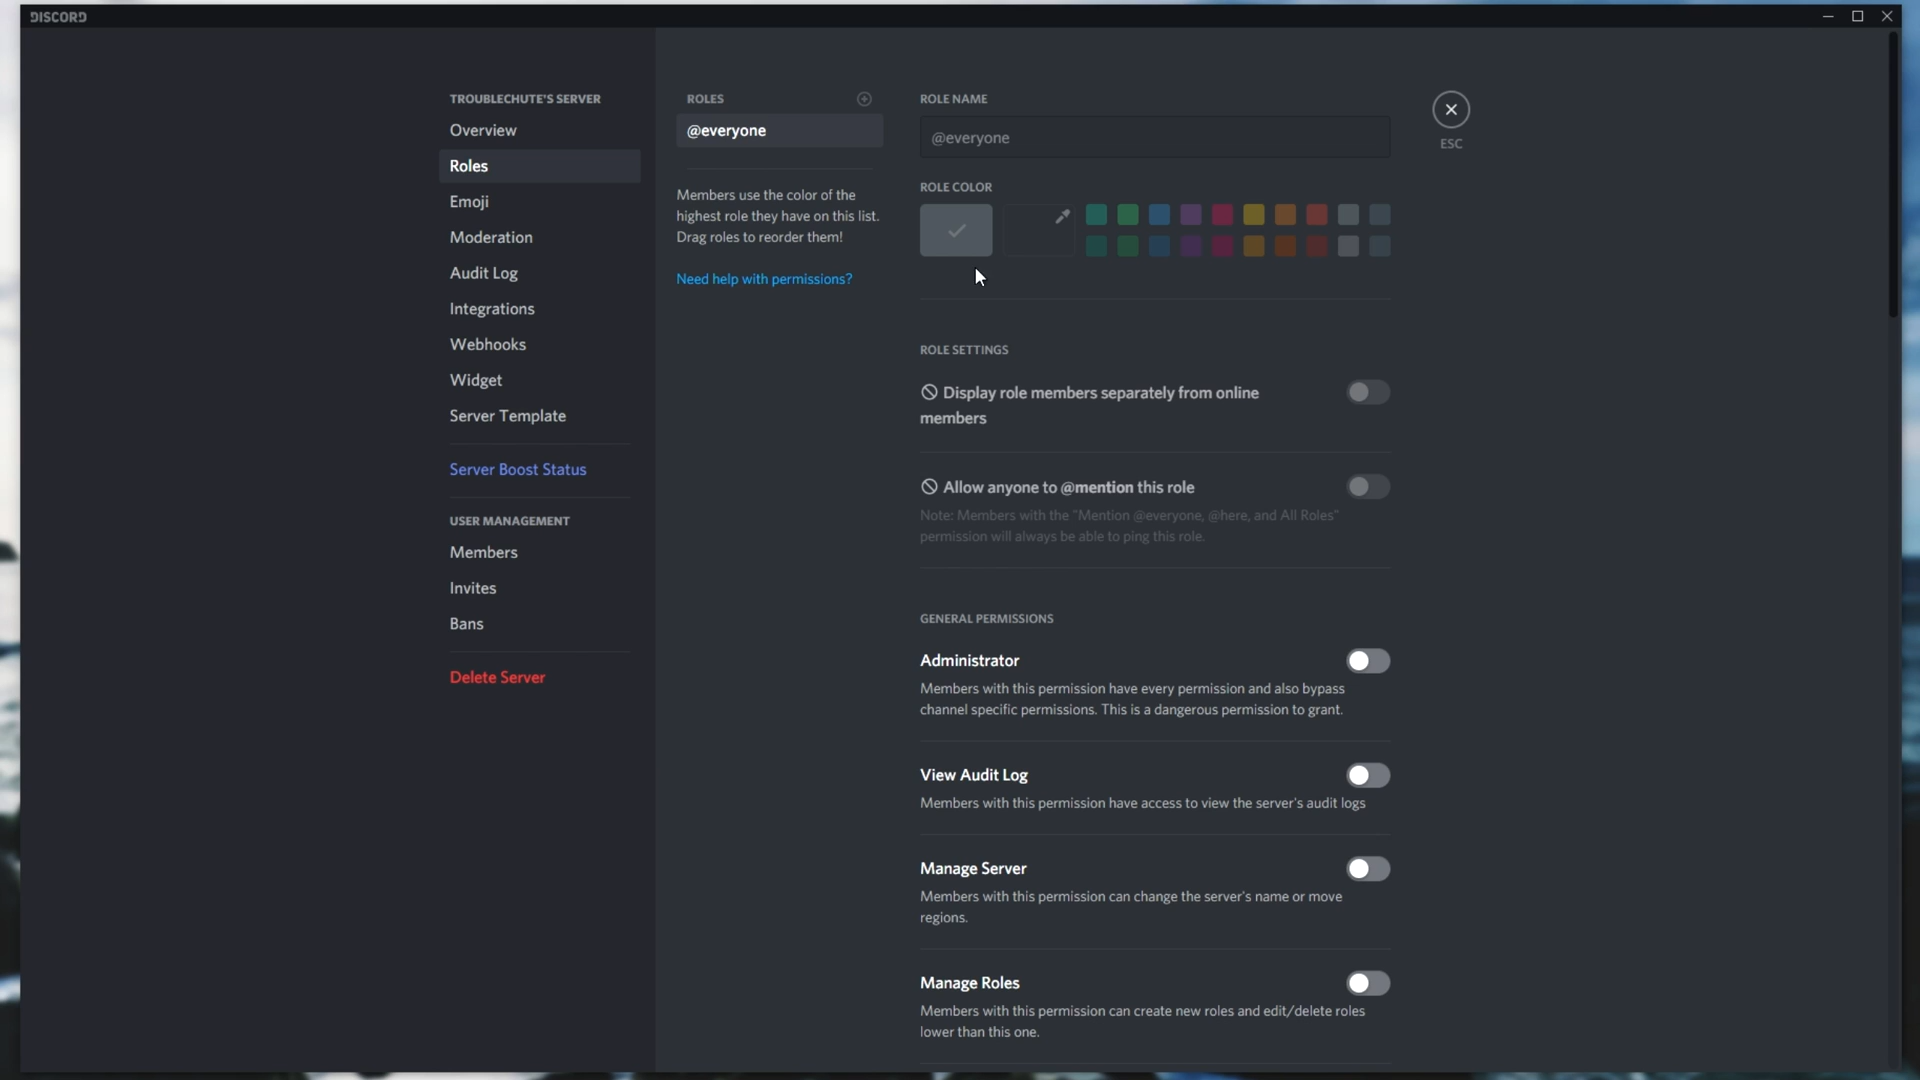 DISCORD
TROUBLECHUTE'S SERVER
Overview
Roles
Emoji
Moderation
Audit Log
Integrations
Webhooks
Widget
Server Template
Server Boost Status
USER MANAGEMENT
Members
Invites
Bans
Delete Server
ROLES
@everyone
Members use the color of the
highest role they have on this list.
Drag roles to reorder them!
Need help with permissions?
ROLE NAME
@everyone
ROLE COLOR
ESC
ROLE SETTINGS
Display role members separately from online
members
Allow anyone to @mention this role
Note: Members with the "Mention @everyone, @here, and All Roles"
permission will always be able to ping this role.
GENERAL PERMISSIONS
Administrator
Members with this permission have every permission and also bypass
channel specific permissions. This is a dangerous permission to grant.
View Audit Log
Members with this permission have access to view the server's audit logs
Manage Server
Members with this permission can change the server's name or move
regions.
Manage Roles
Members with this permission can create new roles and edit/delete roles
lower than this one.